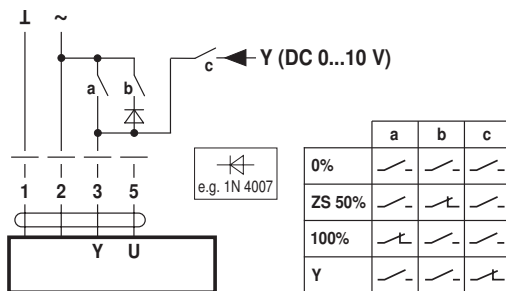 ⊥ ~
Y (DC 0...10 V)
a b c
1 2 3 5
Y U
e.g. 1N 4007
a b c
0%
ZS 50%
100%
Y